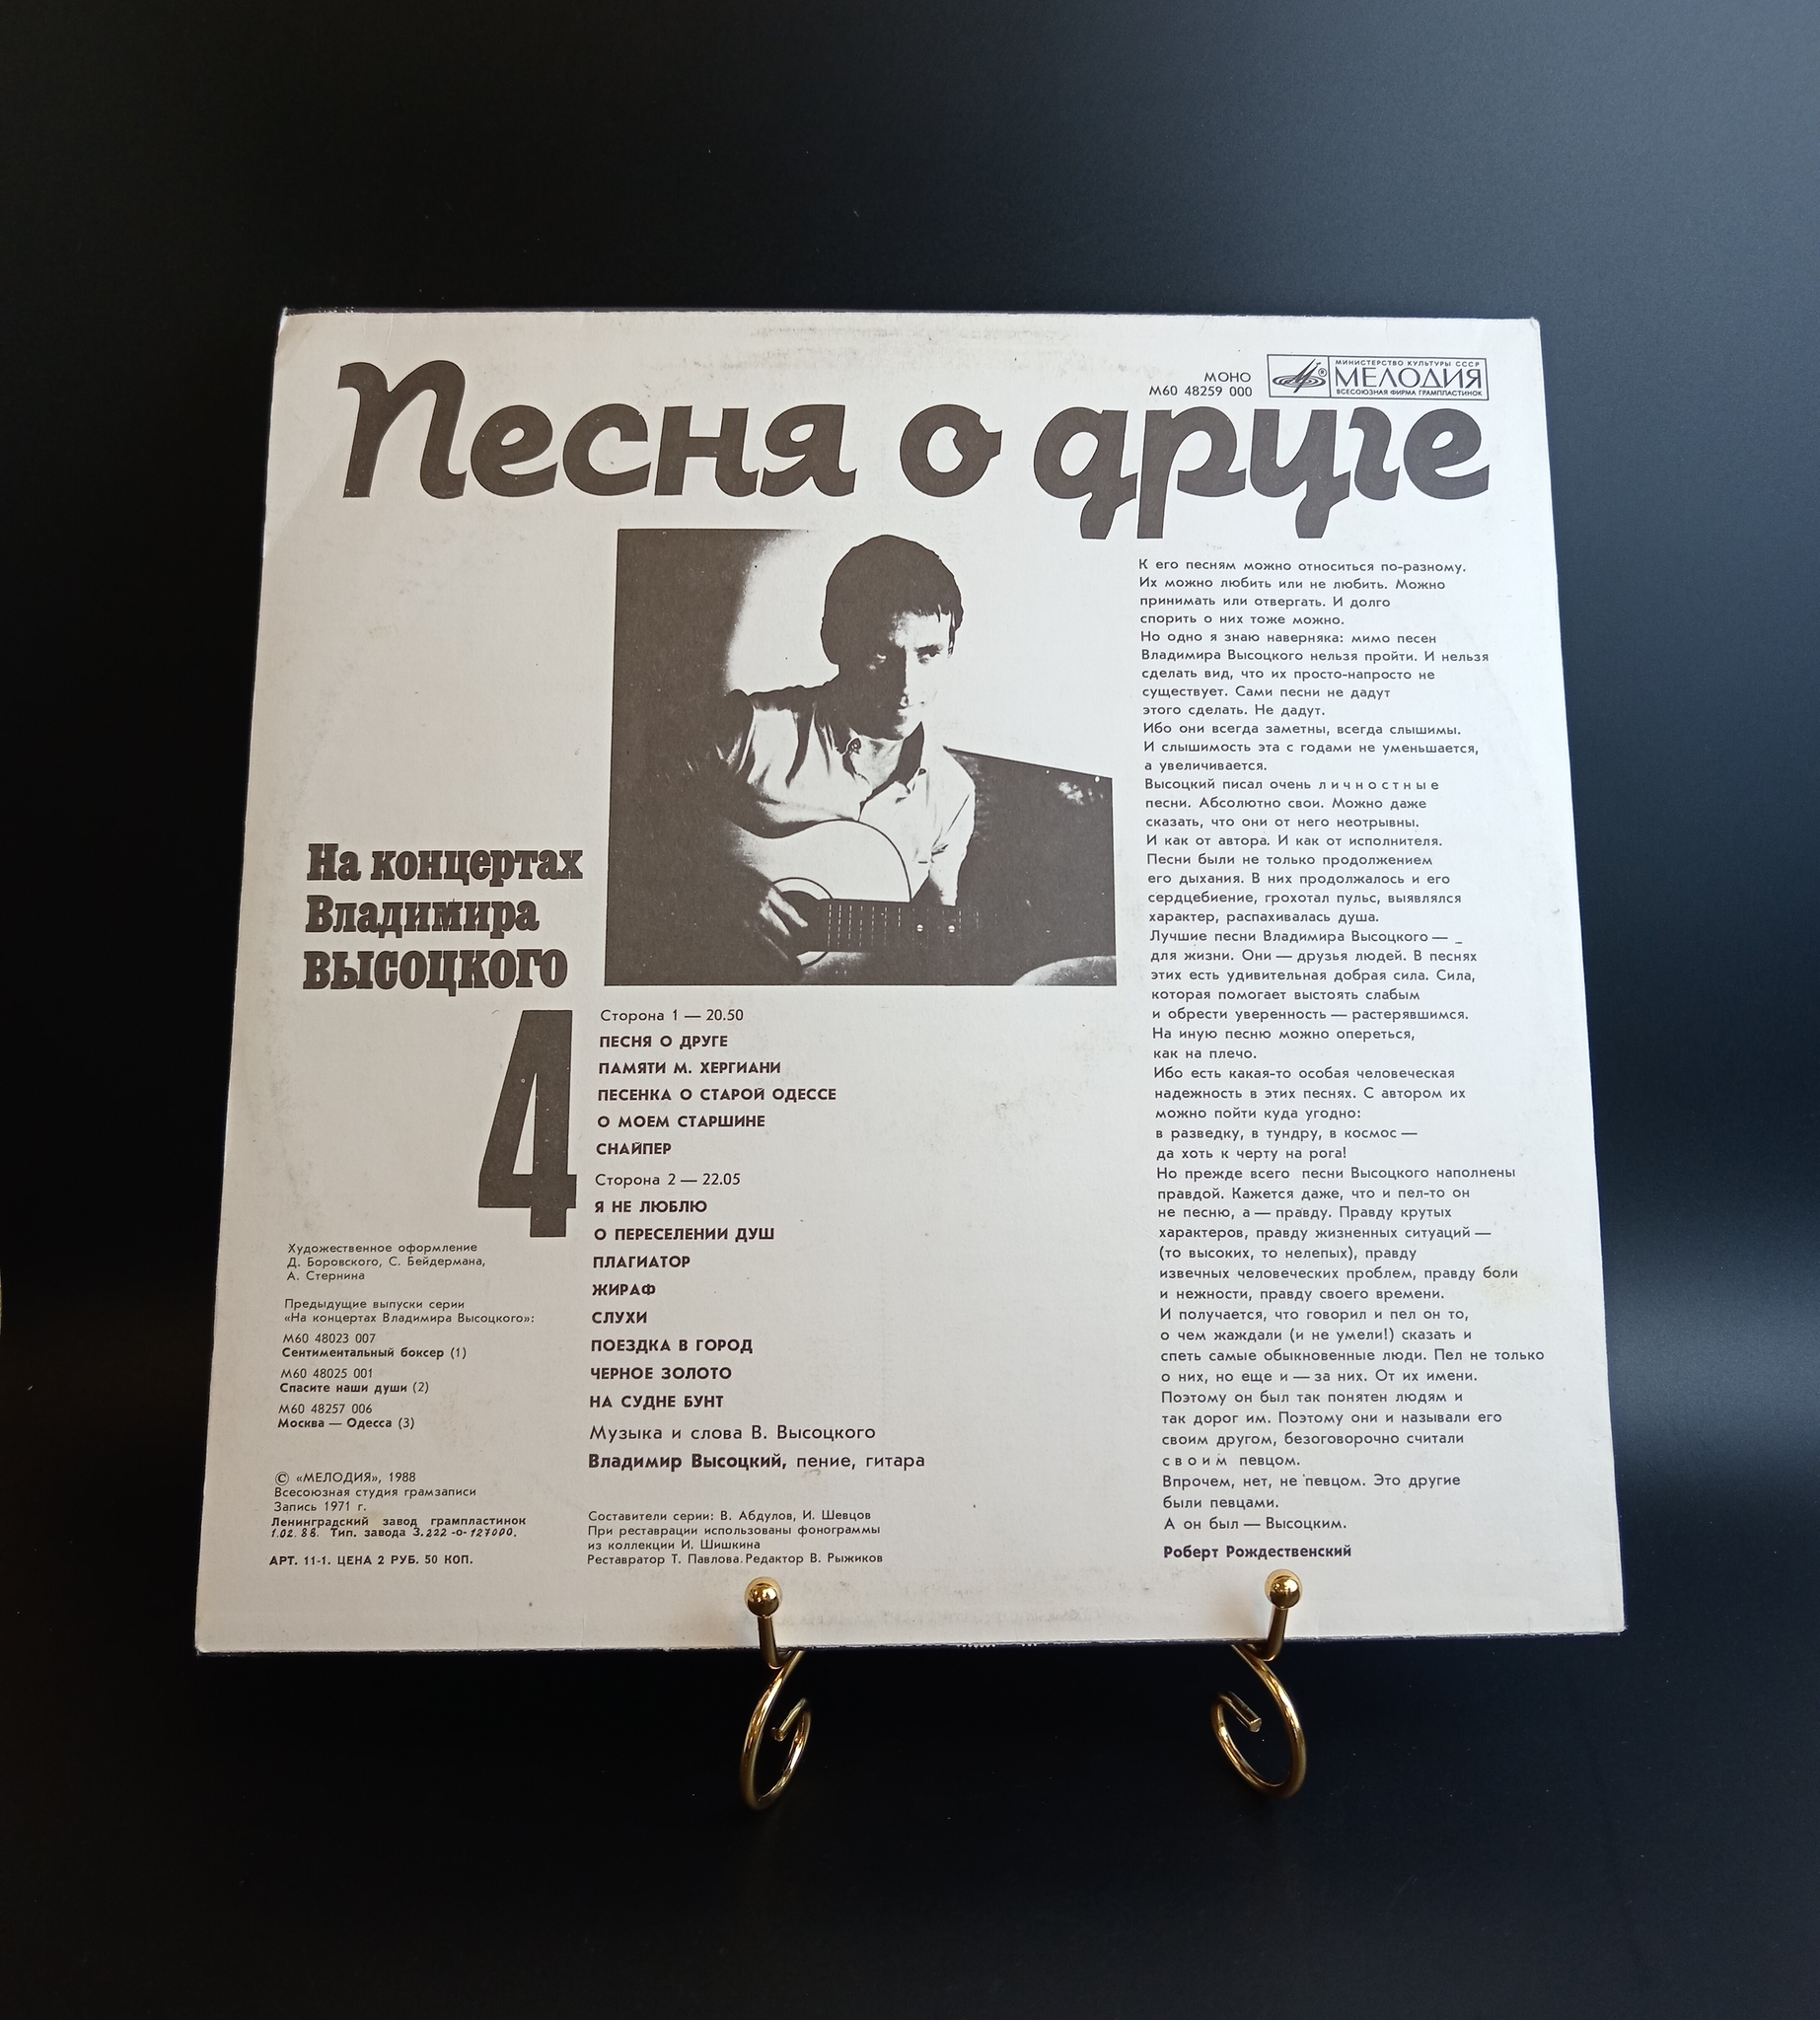 МОНО
М60 48259 000
МИНИСТЕРСТВО КУЛЬТУРЫ СССР
МЕЛОДИЯ
ВСЕСОЮЗНАЯ ФИРМА ГРАМПЛАСТИНОК
Песня о друге
На концертах
Владимира
ВЫСОЦКОГО
4
Художественное оформление
Д. Боровского, С. Бейдермана,
А. Стернина
Предыдущие выпуски серии
«На концертах Владимира Высоцкого»:
М60 48023 007
Сентиментальный боксер (1)
М60 48025 001
Спасите наши души (2)
М60 48257 006
Москва — Одесса (3)
© «МЕЛОДИЯ», 1988
Всесоюзная студия грамзаписи
Запись 1971 г.
Ленинградский завод грампластинок
1.02.88. Тип. завода З.222-0-127000.
АРТ. 11-1. ЦЕНА 2 РУБ. 50 КОП.
Сторона 1 — 20.50
ПЕСНЯ О ДРУГЕ
ПАМЯТИ М. ХЕРГИАНИ
ПЕСЕНКА О СТАРОЙ ОДЕССЕ
О МОЕМ СТАРШИНЕ
СНАЙПЕР
Сторона 2 — 22.05
Я НЕ ЛЮБЛЮ
О ПЕРЕСЕЛЕНИИ ДУШ
ПЛАГИАТОР
ЖИРАФ
СЛУХИ
ПОЕЗДКА В ГОРОД
ЧЕРНОЕ ЗОЛОТО
НА СУДНЕ БУНТ
Музыка и слова В. Высоцкого
Владимир Высоцкий, пение, гитара
Составители серии: В. Абдулов, И. Шевцов
При реставрации использованы фонограммы
из коллекции И. Шишкина
Реставратор Т. Павлова. Редактор В. Рыжиков
К его песням можно относиться по-разному.
Их можно любить или не любить. Можно
принимать или отвергать. И долго
спорить о них тоже можно.
Но одно я знаю наверняка: мимо песен
Владимира Высоцкого нельзя пройти. И нельзя
сделать вид, что их просто-напросто не
существует. Сами песни не дадут
этого сделать. Не дадут.
Ибо они всегда заметны, всегда слышимы.
И слышимость эта с годами не уменьшается,
а увеличивается.
Высоцкий писал очень личностные
песни. Абсолютно свои. Можно даже
сказать, что они от него неотрывны.
И как от автора. И как от исполнителя.
Песни были не только продолжением
его дыхания. В них продолжалось и его
сердцебиение, грохотал пульс, выявлялся
характер, распахивалась душа.
Лучшие песни Владимира Высоцкого —
для жизни. Они — друзья людей. В песнях
этих есть удивительная добрая сила. Сила,
которая помогает выстоять слабым
и обрести уверенность — растерявшимся.
На иную песню можно опереться,
как на плечо.
Ибо есть какая-то особая человеческая
надежность в этих песнях. С автором их
можно пойти куда угодно:
в разведку, в тундру, в космос —
да хоть к черту на рога!
Но прежде всего песни Высоцкого наполнены
правдой. Кажется даже, что и пел-то он
не песню, а — правду. Правду крутых
характеров, правду жизненных ситуаций —
(то высоких, то нелепых), правду
извечных человеческих проблем, правду боли
и нежности, правду своего времени.
И получается, что говорил и пел он то,
о чем жаждали (и не умели!) сказать и
спеть самые обыкновенные люди. Пел не только
о них, но еще и — за них. От их имени.
Поэтому он был так понятен людям и
так дорог им. Поэтому они и называли его
своим другом, безоговорочно считали
своим певцом.
Впрочем, нет, не певцом. Это другие
были певцами.
А он был — Высоцким.
Роберт Рождественский